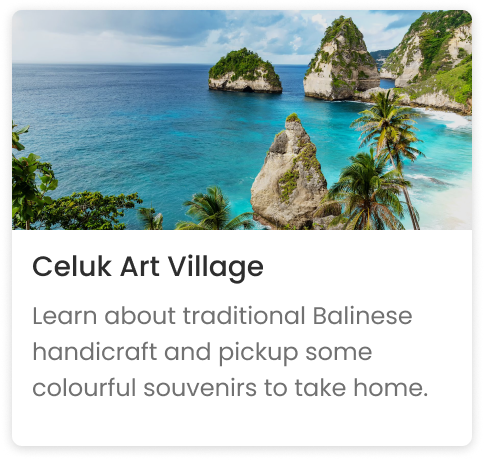 Celuk Art Village
Learn about traditional Balinese
handicraft and pickup some
colourful souvenirs to take home.